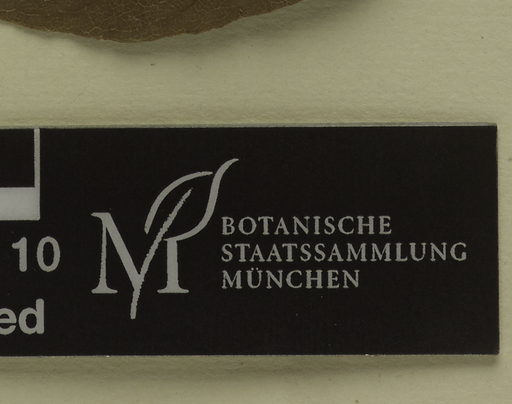 10
M
BOTANISCHE
STAATSSAMMLUNG
MÜNCHEN
ed